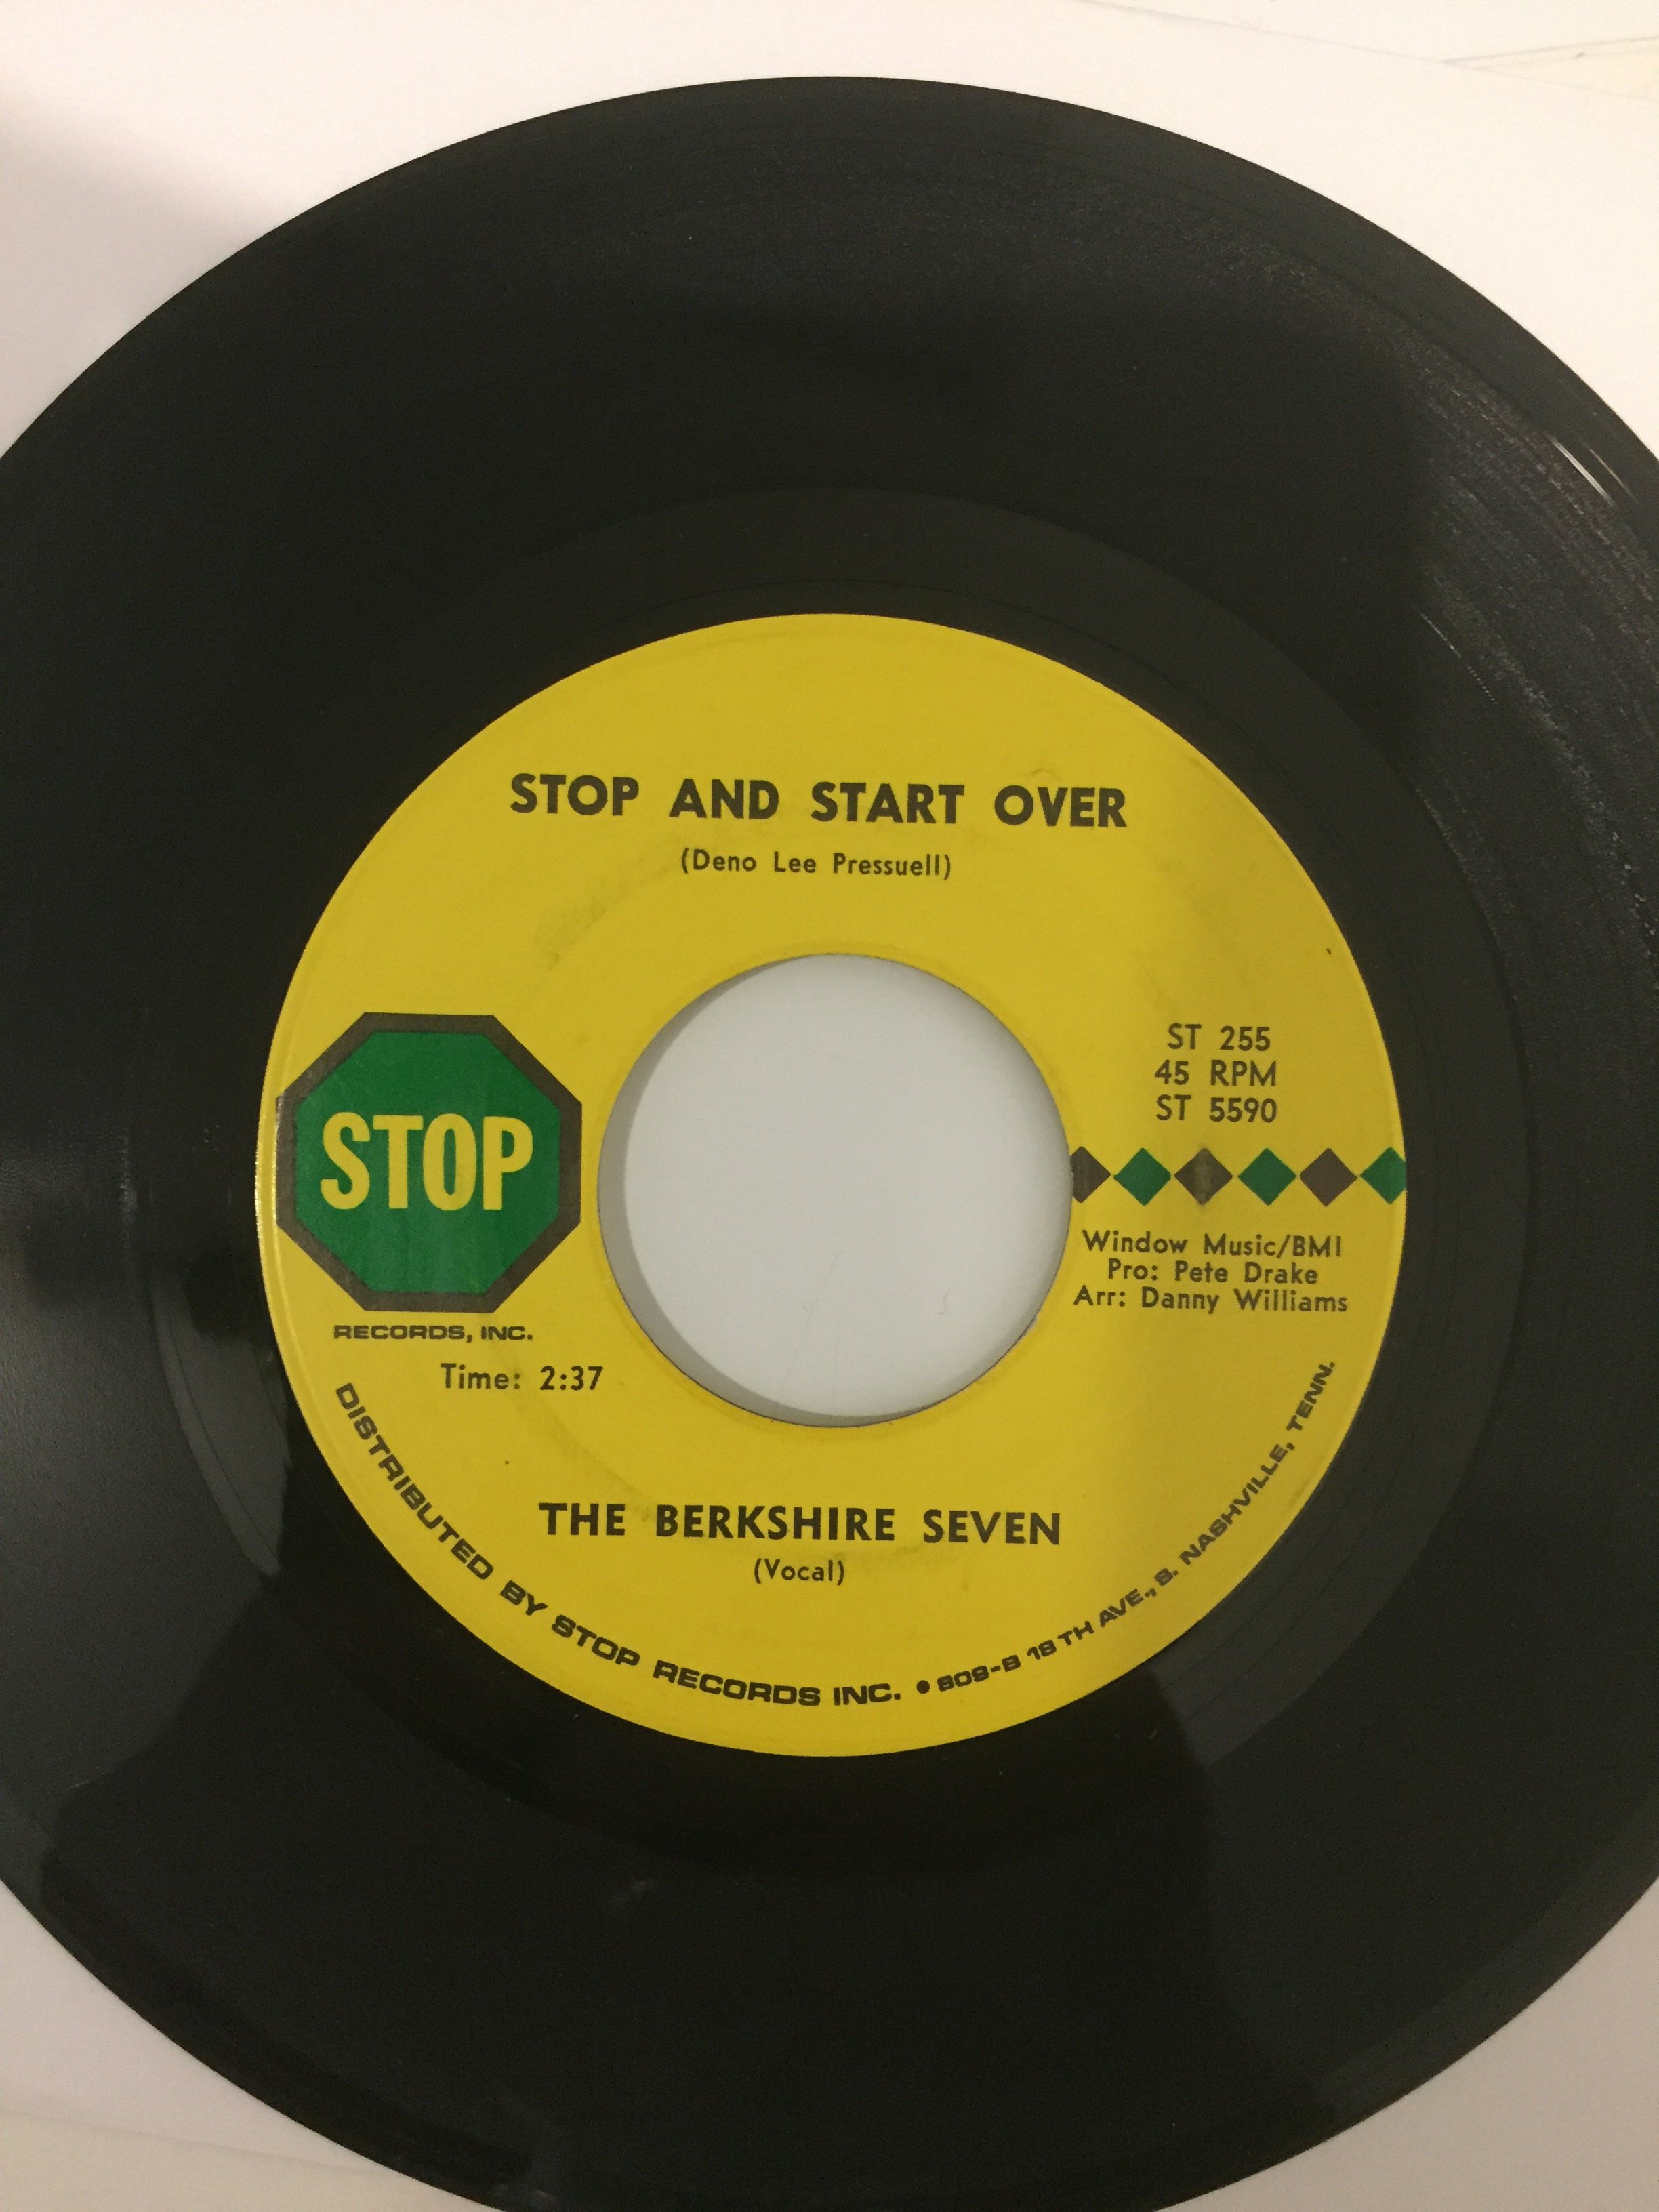 STOP AND START OVER
(Deno Lee Pressuell)
ST 255
45 RPM
ST 5590
STOP
RECORDS, INC.
Window Music/BMI
Pro: Pete Drake
Arr: Danny Williams
Time: 2:37
THE BERKSHIRE SEVEN
(Vocal)
DISTRIBUTED BY STOP RECORDS INC. • 809-B 18TH AVE., S. NASHVILLE, TENN.